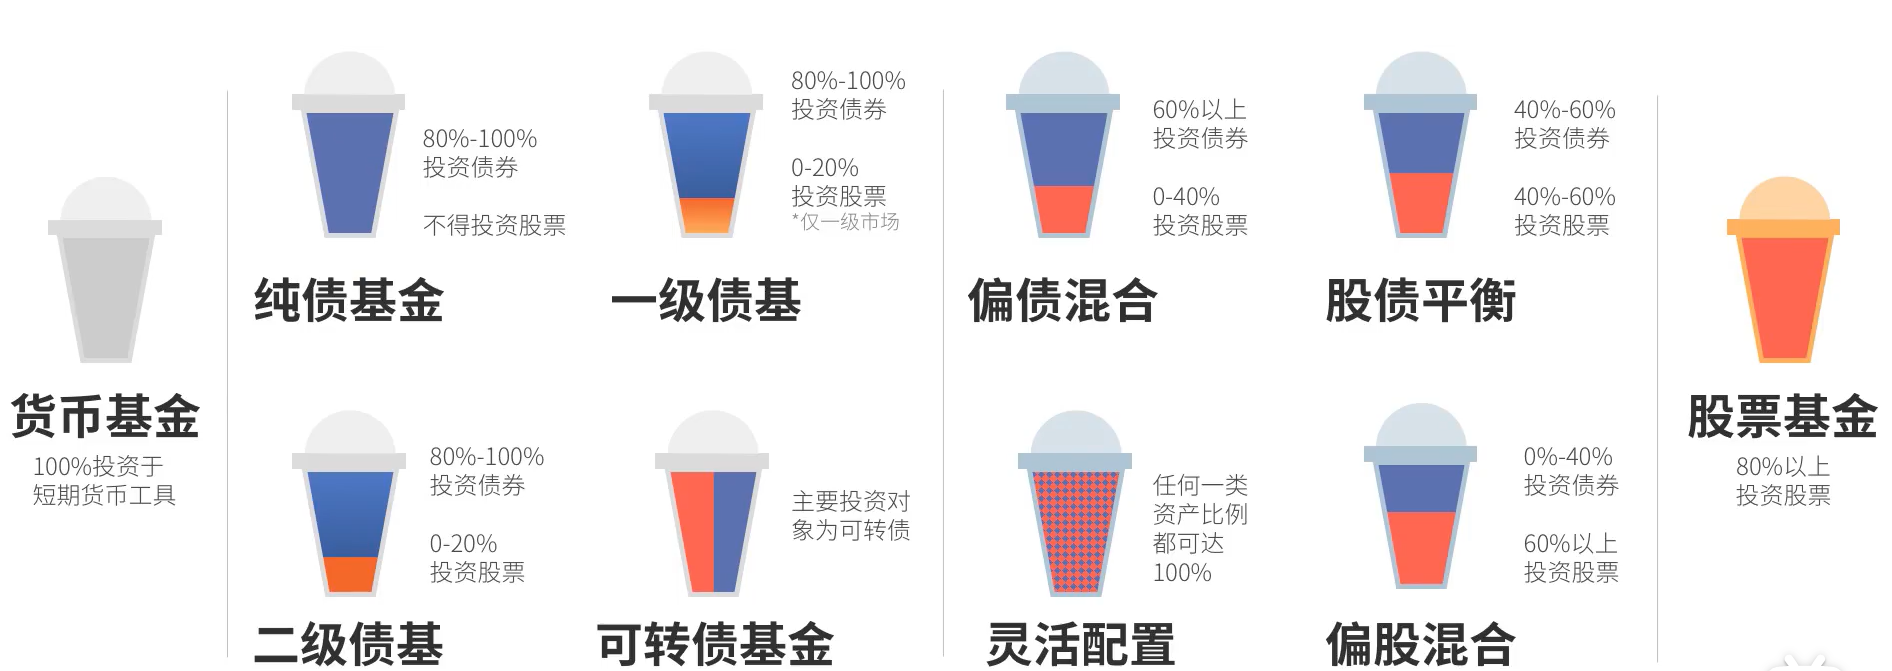 货币基金
100%投资于
短期货币工具
80%-100%
投资债券
不得投资股票
纯债基金
80%-100%
投资债券
0-20%
投资股票
*仅一级市场
一级债基
80%-100%
投资债券
0-20%
投资股票
二级债基
主要投资对
象为可转债
可转债基金
60%以上
投资债券
0-40%
投资股票
偏债混合
40%-60%
投资债券
40%-60%
投资股票
股债平衡
任何一类
资产比例
都可达
100%
灵活配置
0%-40%
投资债券
60%以上
投资股票
偏股混合
股票基金
80%以上
投资股票